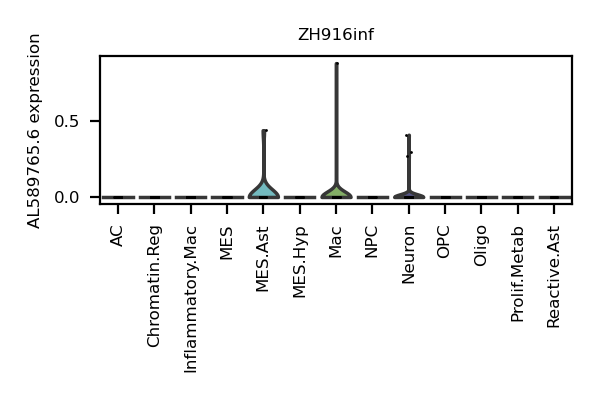 ZH916inf
AL589765.6 expression
0.5
0.0
AC
Chromatin.Reg
Inflammatory.Mac
MES
MES.Ast
MES.Hyp
Mac
NPC
Neuron
OPC
Oligo
Prolif.Metab
Reactive.Ast